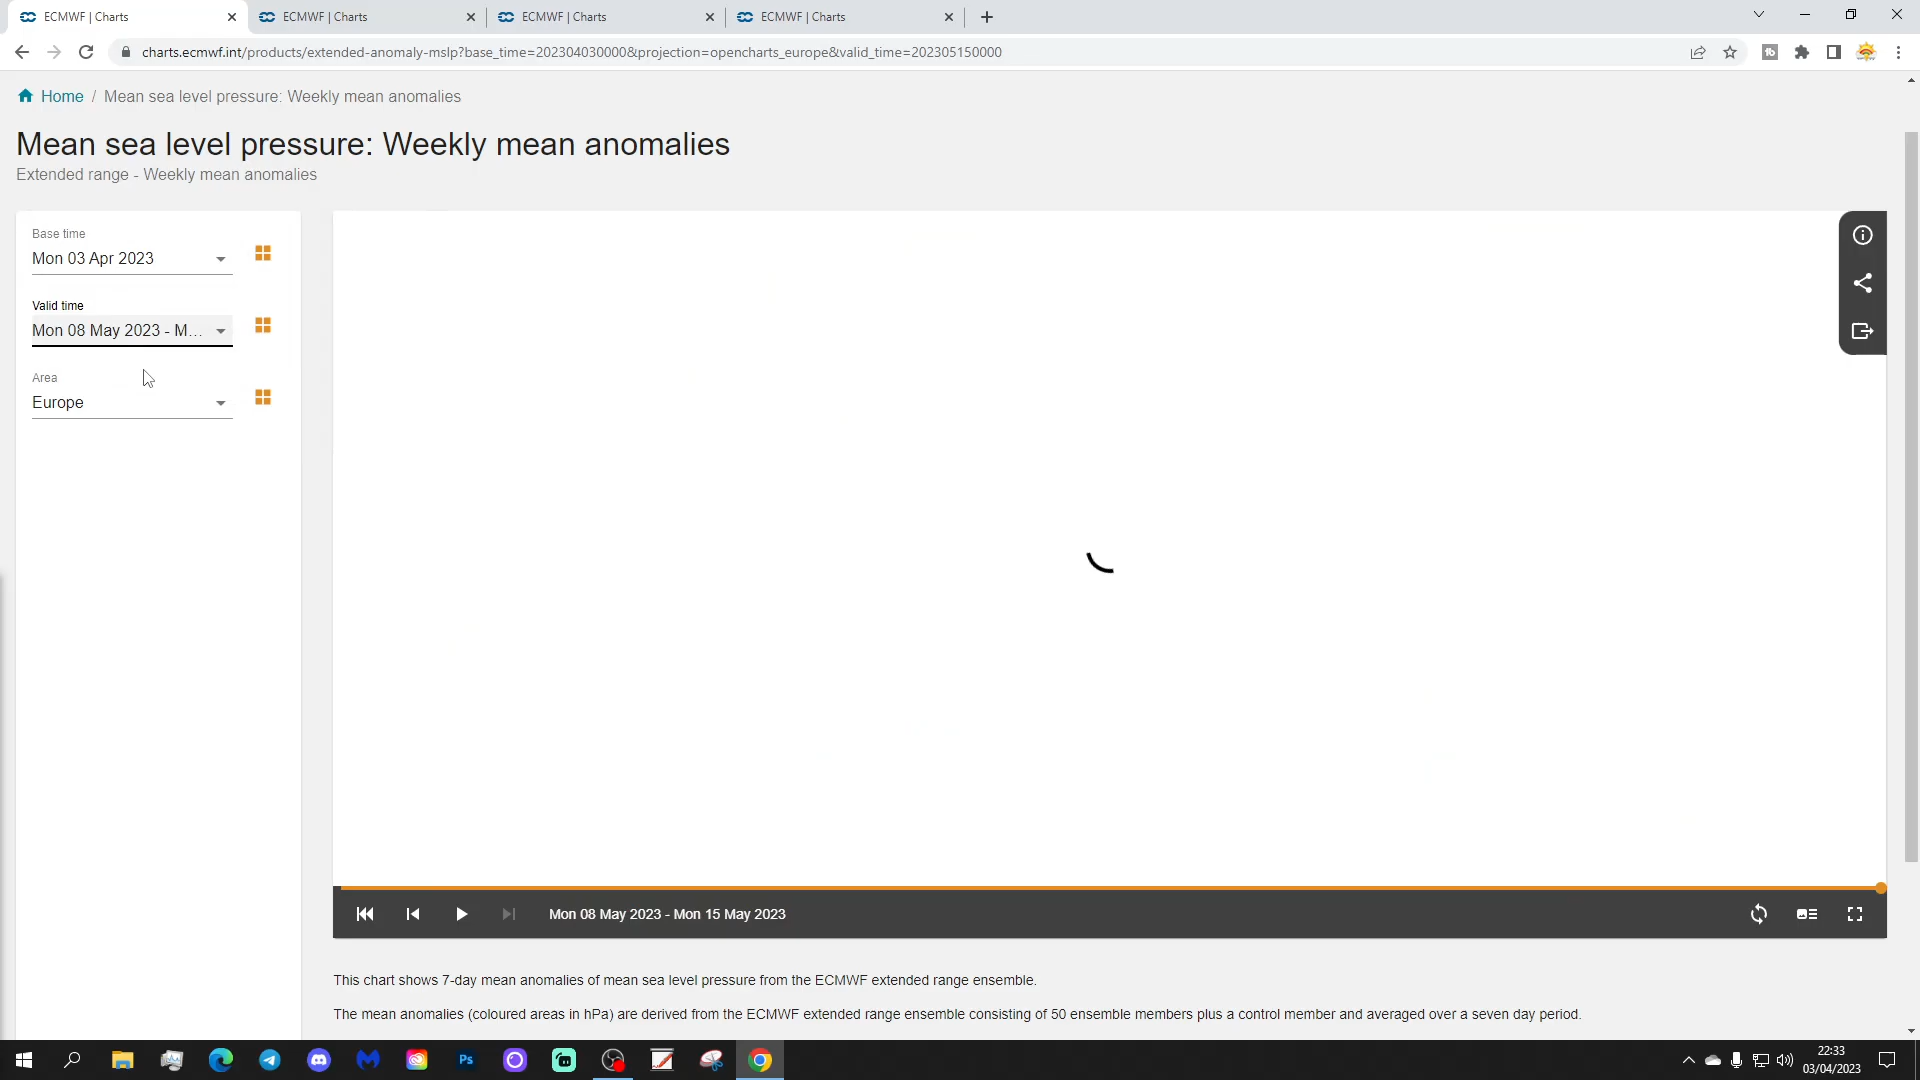 ECMWF | Charts
ECMWF | Charts
ECMWF | Charts
ECMWF | Charts
charts.ecmwf.int/products/extended-anomaly-mslp?base_time=202304030000&projection=opencharts_europe&valid_time=202305150000
Home / Mean sea level pressure: Weekly mean anomalies
Mean sea level pressure: Weekly mean anomalies
Extended range - Weekly mean anomalies
Base time
Mon 03 Apr 2023
Valid time
Mon 08 May 2023 - M...
Area
Europe
Mon 08 May 2023 - Mon 15 May 2023
This chart shows 7-day mean anomalies of mean sea level pressure from the ECMWF extended range ensemble.
The mean anomalies (coloured areas in hPa) are derived from the ECMWF extended range ensemble consisting of 50 ensemble members plus a control member and averaged over a seven day period.
Ps
22:33
03/04/2023